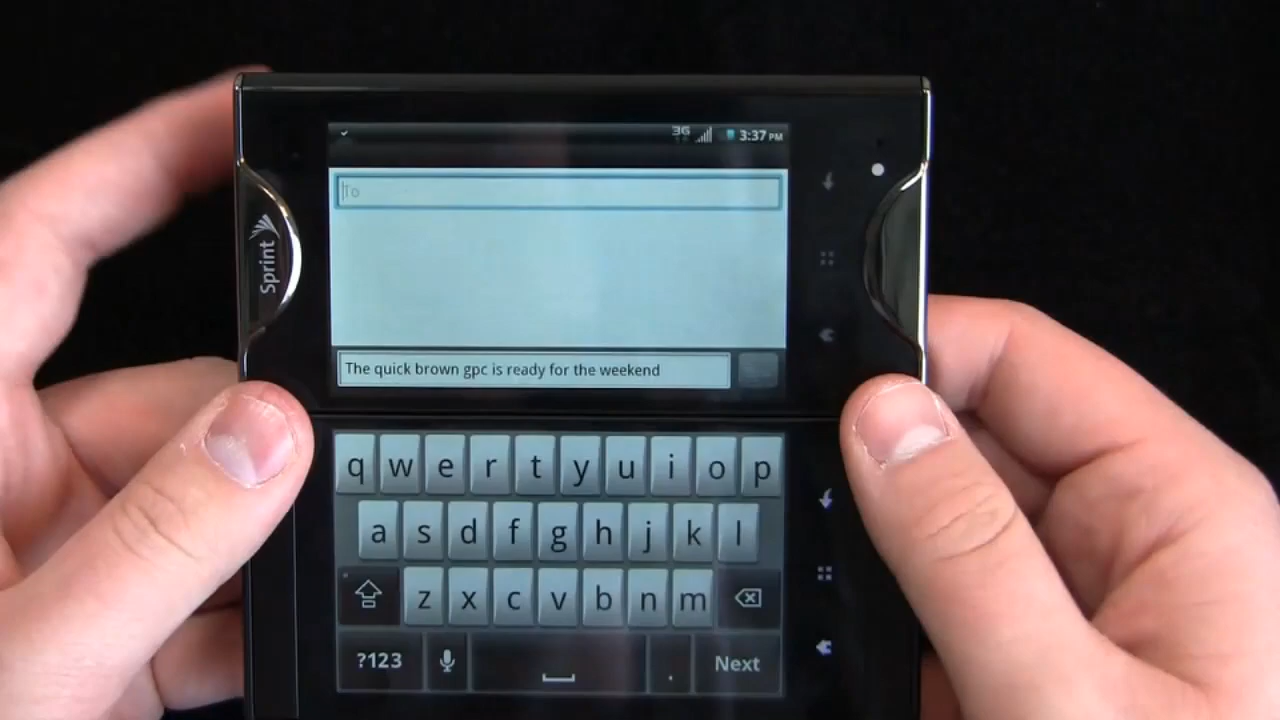 3G 3:37 PM
To
Sprint
The quick brown gpc is ready for the weekend
q w e r t y u i o p
a s d f g h j k l
z x c v b n m
?123 . Next